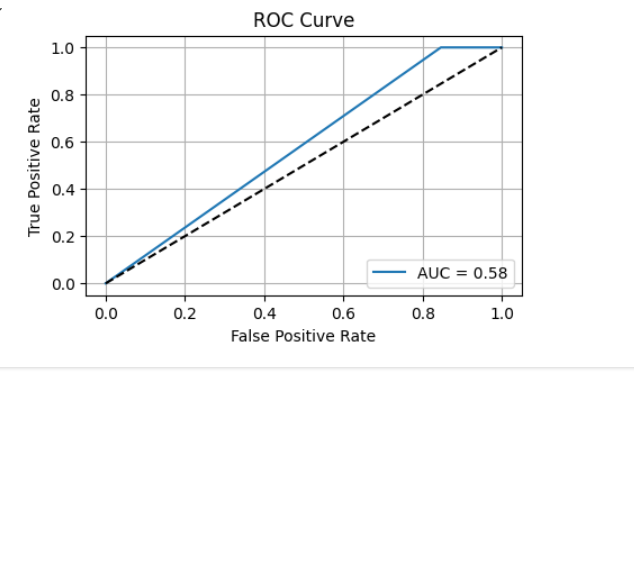 ROC Curve
1.0
0.8
0.6
0.4
0.2
0.0
True Positive Rate
AUC = 0.58
0.0 0.2 0.4 0.6 0.8 1.0
False Positive Rate